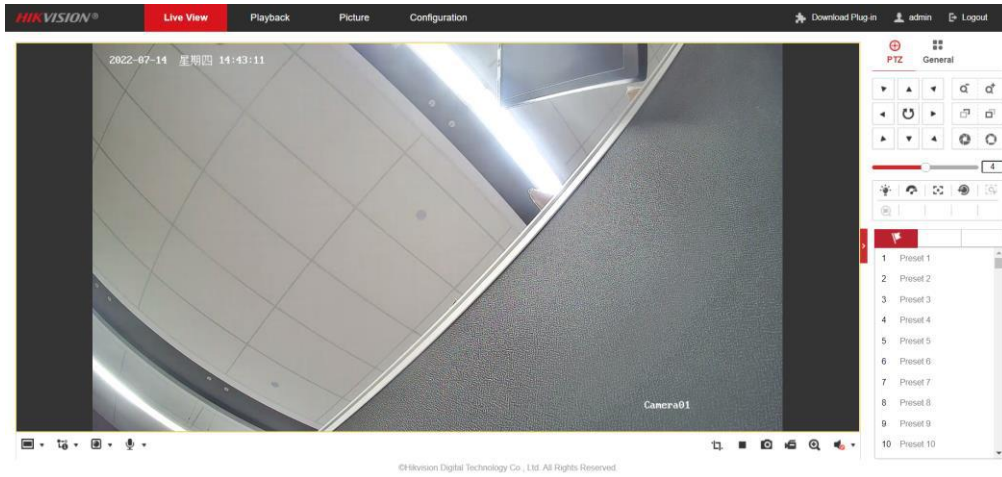 HIKVISION® Live View Playback Picture Configuration Download Plug-in admin Logout
2022-07-14 星期四 14:43:11
Camera01
PTZ General
4
1 Preset 1
2 Preset 2
3 Preset 3
4 Preset 4
5 Preset 5
6 Preset 6
7 Preset 7
8 Preset 8
9 Preset 9
10 Preset 10
©Hikvision Digital Technology Co., Ltd. All Rights Reserved.